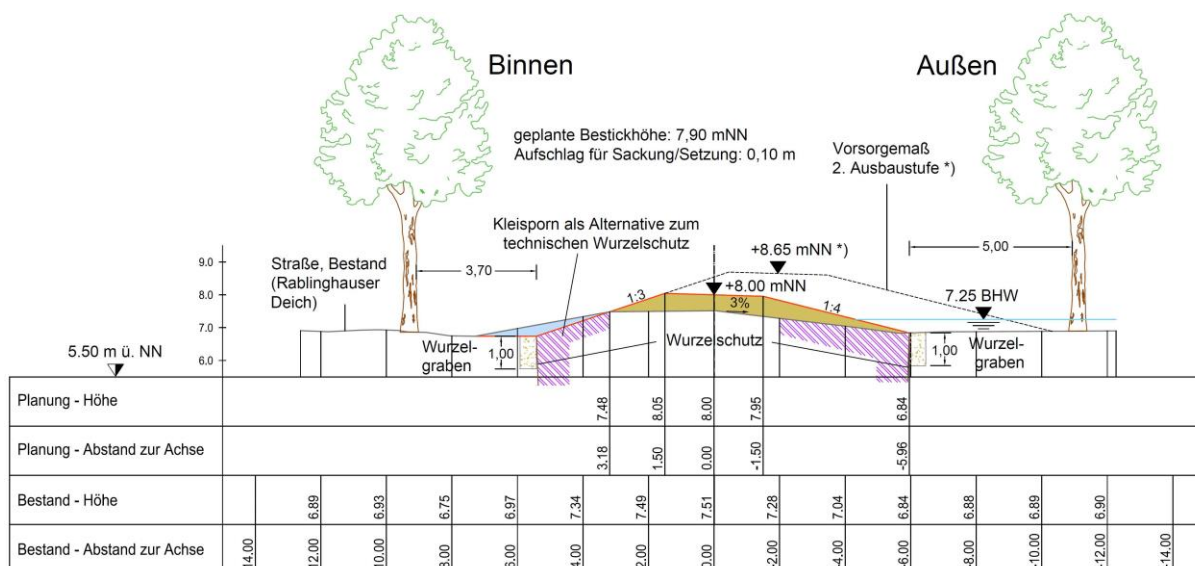 Binnen
Außen
geplante Bestickhöhe: 7,90 mNN
Aufschlag für Sackung/Setzung: 0,10 m
Vorsorgemaß
2. Ausbaustufe *)
Kleisporn als Alternative zum
technischen Wurzelschutz
+8.65 mNN *)
5,00
9.0
Straße, Bestand
(Rablinghauser
Deich)
3,70
1:3
+8.00 mNN
8.0
3%
1:4
7.25 BHW
7.0
Wurzel-
graben
1,00
Wurzelschutz
1,00
Wurzel-
graben
6.0
5.50 m ü. NN
Planung - Höhe
7.48
8.05
8.00
7.95
6.84
Planung - Abstand zur Achse
3.18
1.50
0.00
-1.50
-5.96
Bestand - Höhe
6.89
6.93
6.75
6.97
7.34
7.49
7.51
7.28
7.04
6.84
6.88
6.89
6.90
Bestand - Abstand zur Achse
14.00
12.00
10.00
8.00
6.00
4.00
2.00
0.00
-2.00
-4.00
-6.00
-8.00
-10.00
-12.00
-14.00